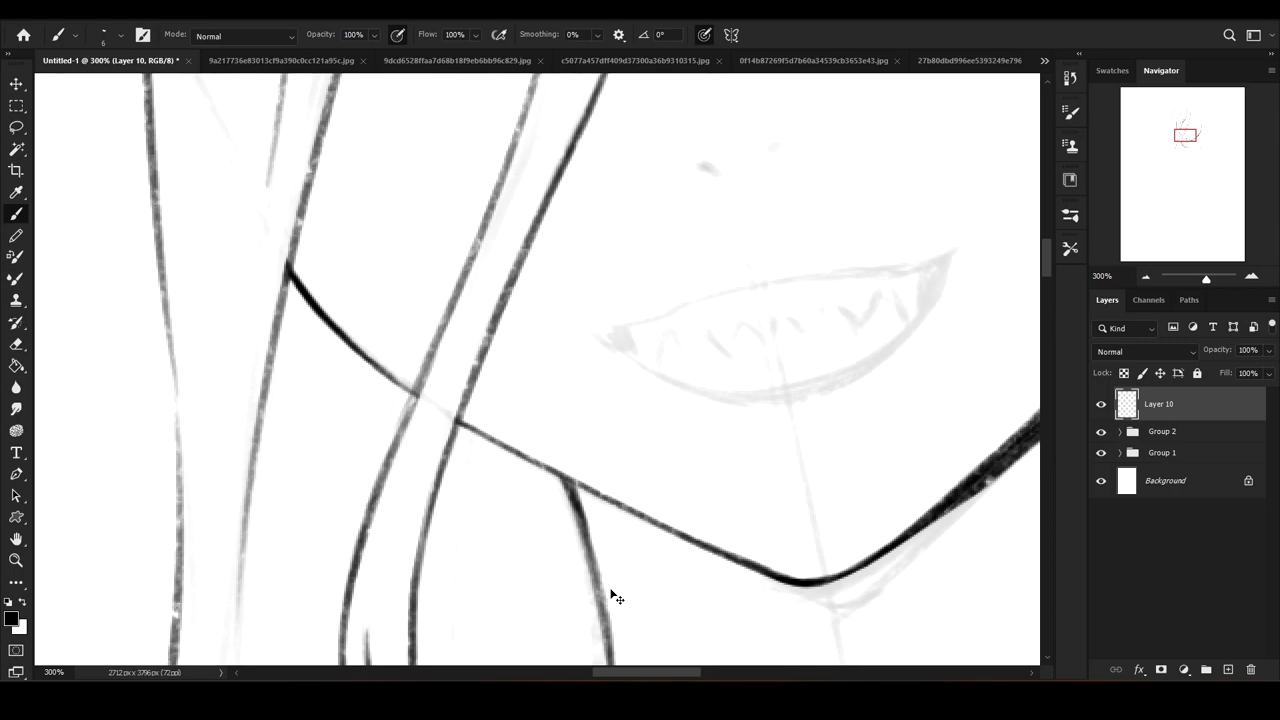 6 Mode: Normal Opacity: 100% Flow: 100% Smoothing: 0% 0°
Untitled-1 @ 300% (Layer 10, RGB/8) * × 9a217736e83013cf9a390c0cc121a95c.jpg × 9dcd6528ffaa7d68b18f9eb6bb96c829.jpg × c5077a457dff409d37300a36b9310315.jpg × 0f14b87269f5d7b60a34539cb3653e43.jpg × 27b80dbd996ee5393249e796
Swatches Navigator
300%
Layers Channels Paths
Kind
Normal Opacity: 100%
Lock: Fill: 100%
Layer 10
Group 2
Group 1
Background
300% 2712 px x 3796 px (72 ppi)